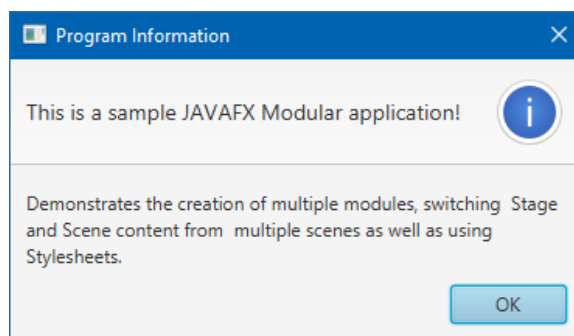 Program Information
This is a sample JAVAFX Modular application!
i
Demonstrates the creation of multiple modules, switching  Stage
and Scene content from  multiple scenes as well as using
Stylesheets.
OK